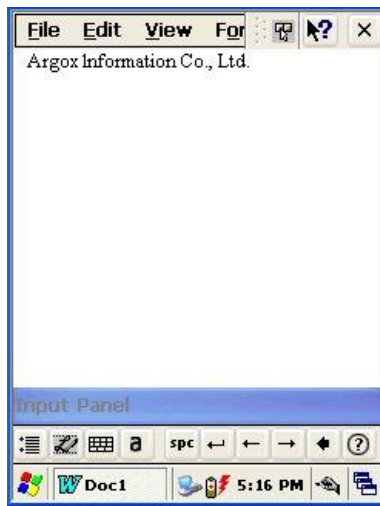 File Edit View For
Argox Information Co., Ltd.
Input Panel
a spc
Doc1 5:16 PM